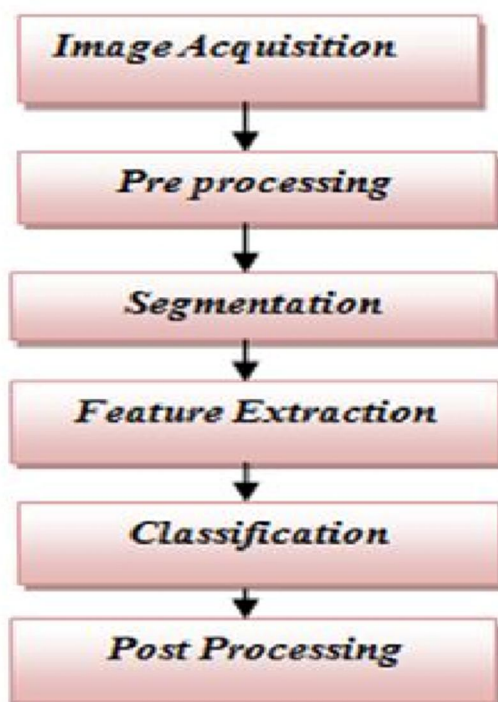 Image Acquisition
Pre processing
Segmentation
Feature Extraction
Classification
Post Processing